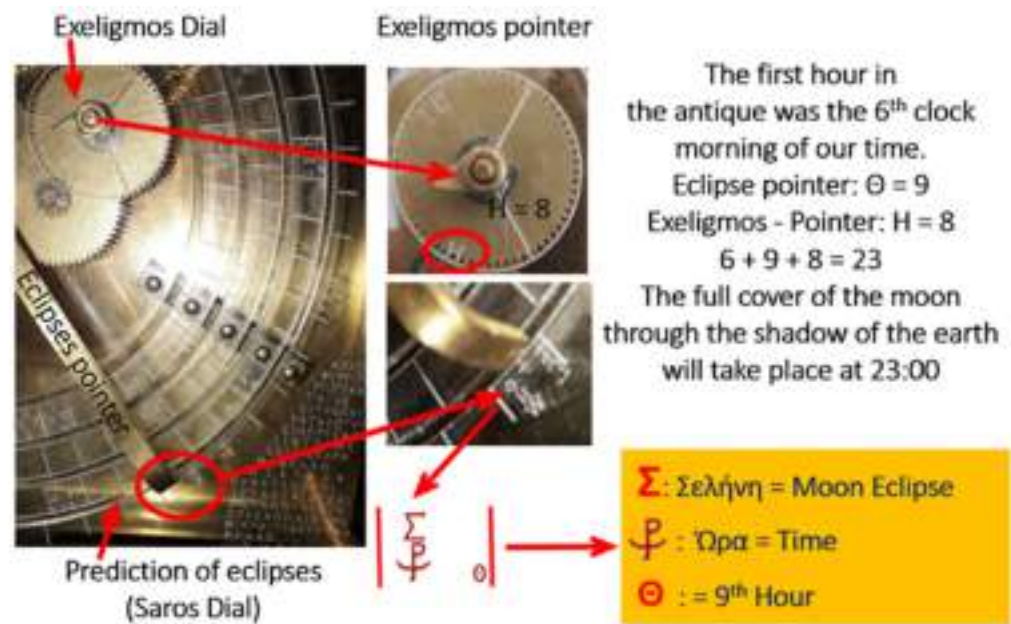 Exeligmos Dial
Exeligmos pointer
H = 8
Eclipses pointer
The first hour in
the antique was the 6th clock
morning of our time.
Eclipse pointer: Θ = 9
Exeligmos - Pointer: H = 8
6 + 9 + 8 = 23
The full cover of the moon
through the shadow of the earth
will take place at 23:00
Prediction of eclipses
(Saros Dial)
Σ
Θ
Σ: Σελήνη = Moon Eclipse
: Ώρα = Time
Θ : = 9th Hour